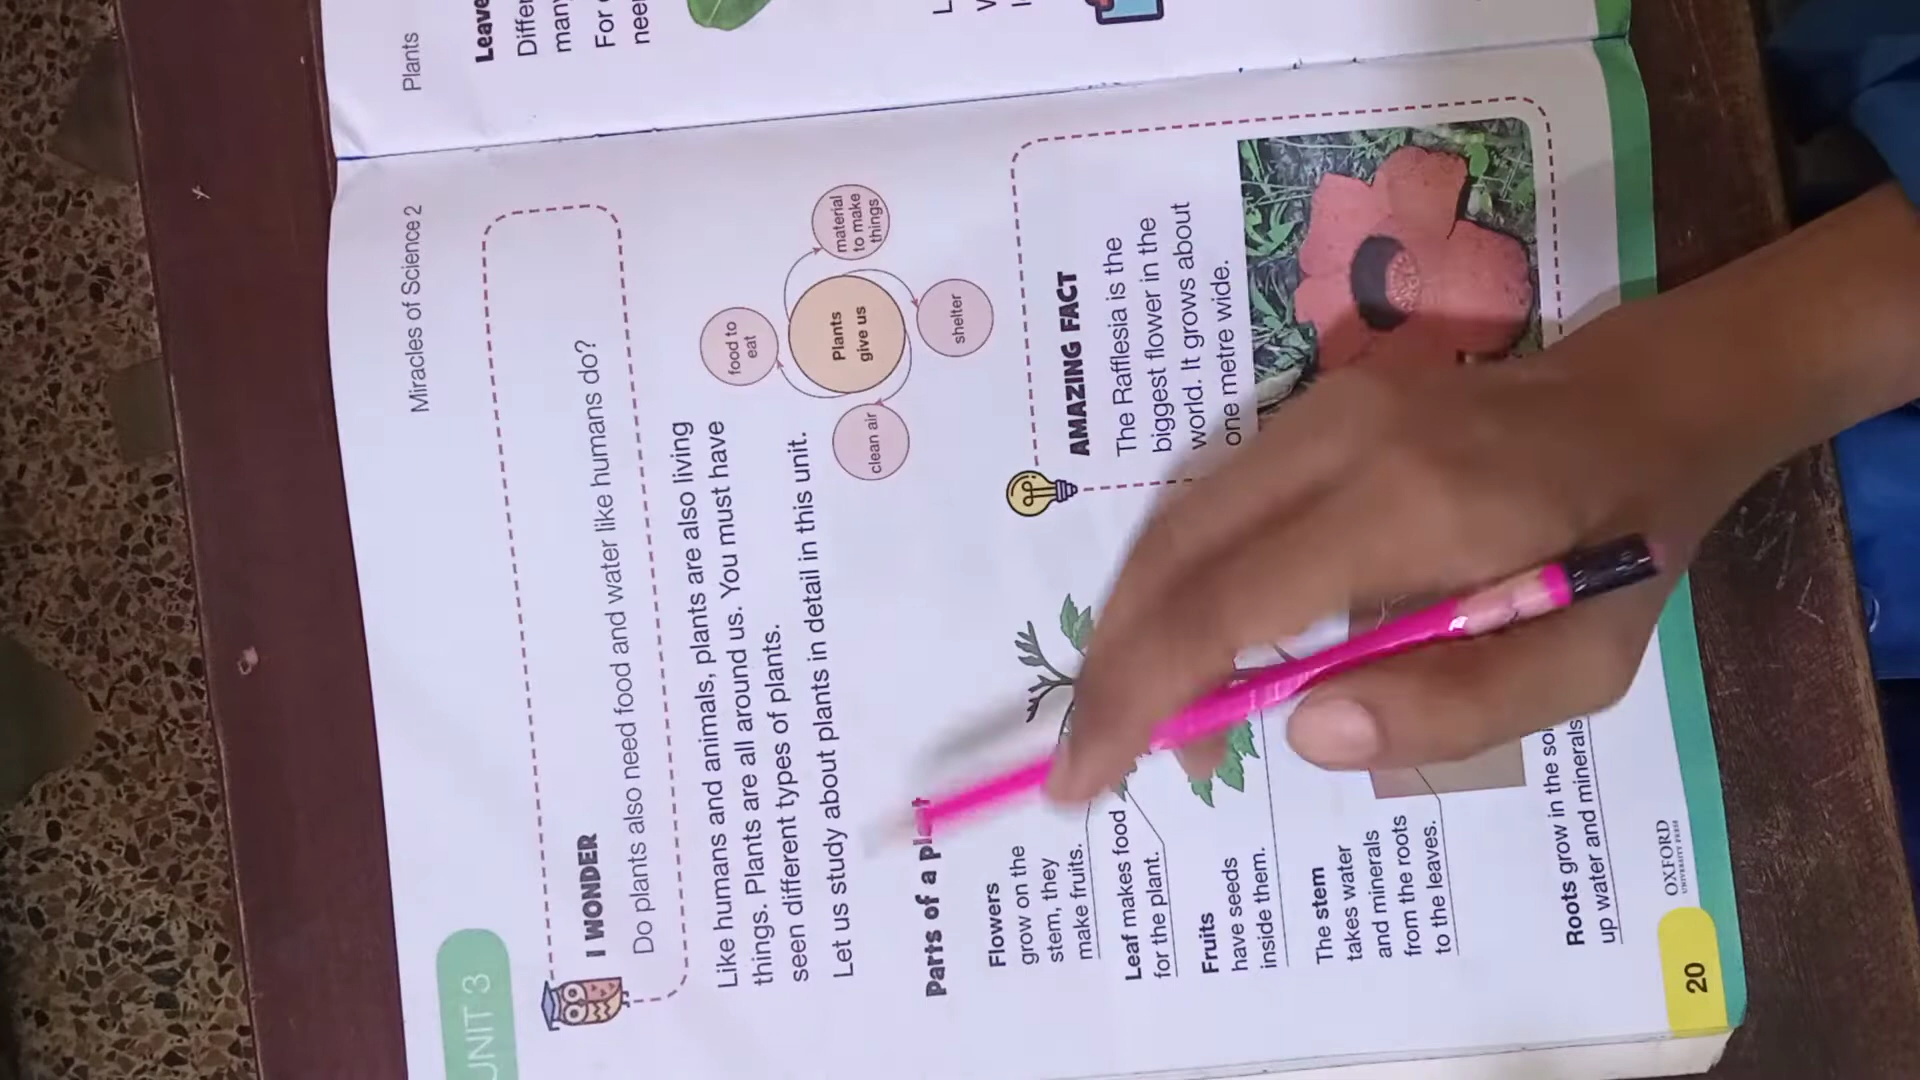 Miracles of Science 2
UNIT 3
I WONDER
Do plants also need food and water like humans do?
Like humans and animals, plants are also living
things. Plants are all around us. You must have
seen different types of plants.
Let us study about plants in detail in this unit.
food to
eat
material
to make
things
Plants
give us
clean air
shelter
Parts of a
Flowers
grow on the
stem, they
make fruits.
Leaf makes food
for the plant.
Fruits
have seeds
inside them.
The stem
takes water
and minerals
from the roots
to the leaves.
Roots grow in the
up water and minerals
AMAZING FACT
The Rafflesia is the
biggest flower in the
world. It grows about
one metre wide.
20
OXFORD
UNIVERSITY PRESS
Plants
For